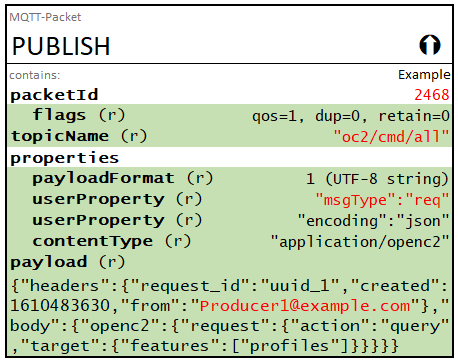 MQTT-Packet
PUBLISH
contains: Example
packetId 2468
flags (r) qos=1, dup=0, retain=0
topicName (r) "oc2/cmd/all"
properties
payloadFormat (r) 1 (UTF-8 string)
userProperty (r) "msgType":"req"
userProperty (r) "encoding":"json"
contentType (r) "application/openc2"
payload (r)
{"headers":{"request_id":"uuid_1","created":
1610483630,"from":"Producer1@example.com"},"
body":{"openc2":{"request":{"action":"query"
,"target":{"features":["profiles"]}}}}}